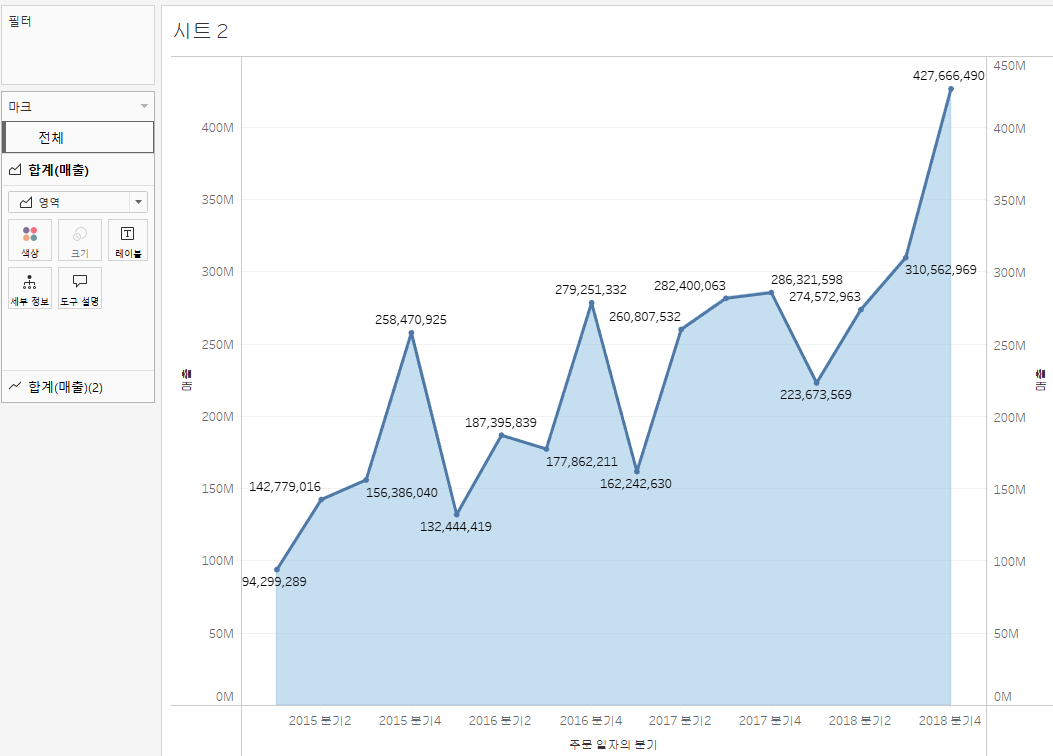 필터
마크
전체
합계(매출)
영역
색상
크기
레이블
세부 정보
도구 설명
합계(매출)(2)
시트 2
400M
350M
300M
250M
200M
150M
100M
50M
0M
매출
94,299,289
142,779,016
156,386,040
258,470,925
132,444,419
187,395,839
177,862,211
279,251,332
162,242,630
260,807,532
282,400,063
286,321,598
223,673,569
274,572,963
310,562,969
427,666,490
450M
400M
350M
300M
250M
200M
150M
100M
50M
0M
매출
2015 분기2
2015 분기4
2016 분기2
2016 분기4
2017 분기2
2017 분기4
2018 분기2
2018 분기4
주문 일자의 분기